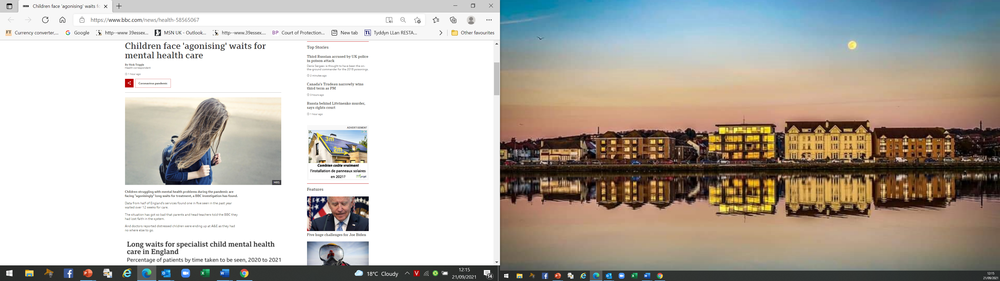 BBC Children face 'agonising' waits fo
https://www.bbc.com/news/health-58565067
FT Currency converter,...
G Google
http--www 39essex...
MSN UK - Outlook...
http--www.39essex....
BP Court of Protection...
New tab
TL Tyddyn LLan RESTA...
Other favourites
Children face 'agonising' waits for
mental health care
By Nick Triggle
Health correspondent
1 hour ago
Coronavirus pandemic
MRS
Children struggling with mental health problems during the pandemic are
facing "agonisingly" long waits for treatment, a BBC investigation has found.
Data from half of England's services found one in five seen in the past year
waited over 12 weeks for care.
The situation has got so bad that parents and head teachers told the BBC they
had lost faith in the system.
And doctors reported distressed children were ending up at A&E as they had
no where else to go.
Long waits for specialist child mental health
care in England
Percentage of patients by time taken to be seen, 2020 to 2021
Top Stories
Third Russian accused by UK police
in poison attack
Denis Sergeev is thought to have been the on-
the-ground commander for the 2018 poisonings.
2 minutes ago
Canada's Trudeau narrowly wins
third term as PM
3 hours ago
Russia behind Litvinenko murder,
says rights court
1 hour ago
ADVERTISEMENT
3m
2m
Combien coûte vraiment
l'installation de panneaux solaires
en 2021?
projet
Features
Five huge challenges for Joe Biden
18°C Cloudy
12:15
21/09/2021
14
12:15
21/09/2021